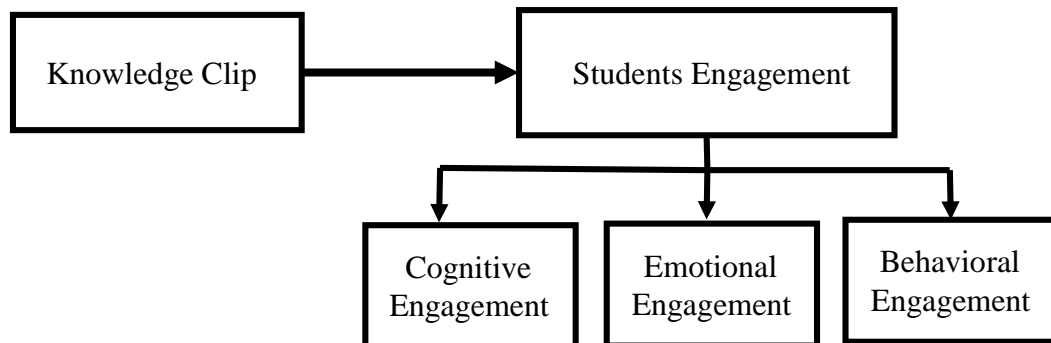 Knowledge Clip
Students Engagement
Cognitive
Engagement
Emotional
Engagement
Behavioral
Engagement